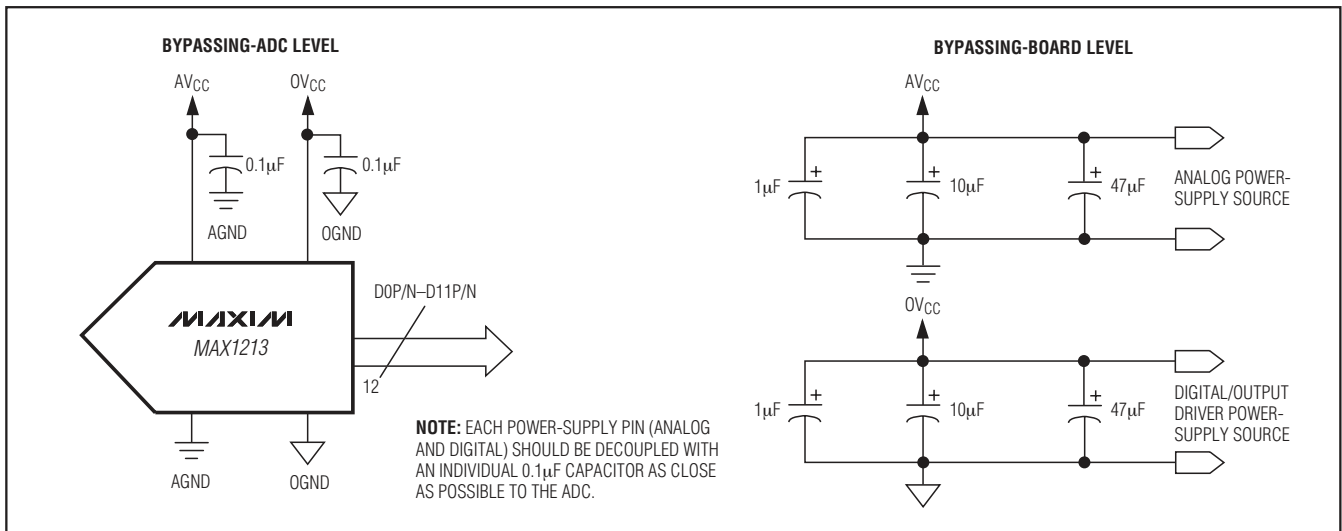 BYPASSING-ADC LEVEL
AVCC
OVCC
0.1µF
0.1µF
AGND
OGND
D0P/N–D11P/N
MAXIM
MAX1213
12
AGND
OGND
NOTE: EACH POWER-SUPPLY PIN (ANALOG
AND DIGITAL) SHOULD BE DECOUPLED WITH
AN INDIVIDUAL 0.1µF CAPACITOR AS CLOSE
AS POSSIBLE TO THE ADC.
BYPASSING-BOARD LEVEL
AVCC
1µF
+
10µF
+
47µF
+
ANALOG POWER-
SUPPLY SOURCE
OVCC
1µF
+
10µF
+
47µF
+
DIGITAL/OUTPUT
DRIVER POWER-
SUPPLY SOURCE